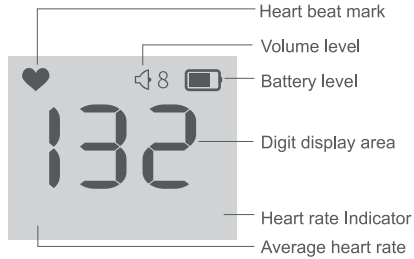 Heart beat mark
Volume level
8
Battery level
132
Digit display area
Heart rate Indicator
Average heart rate